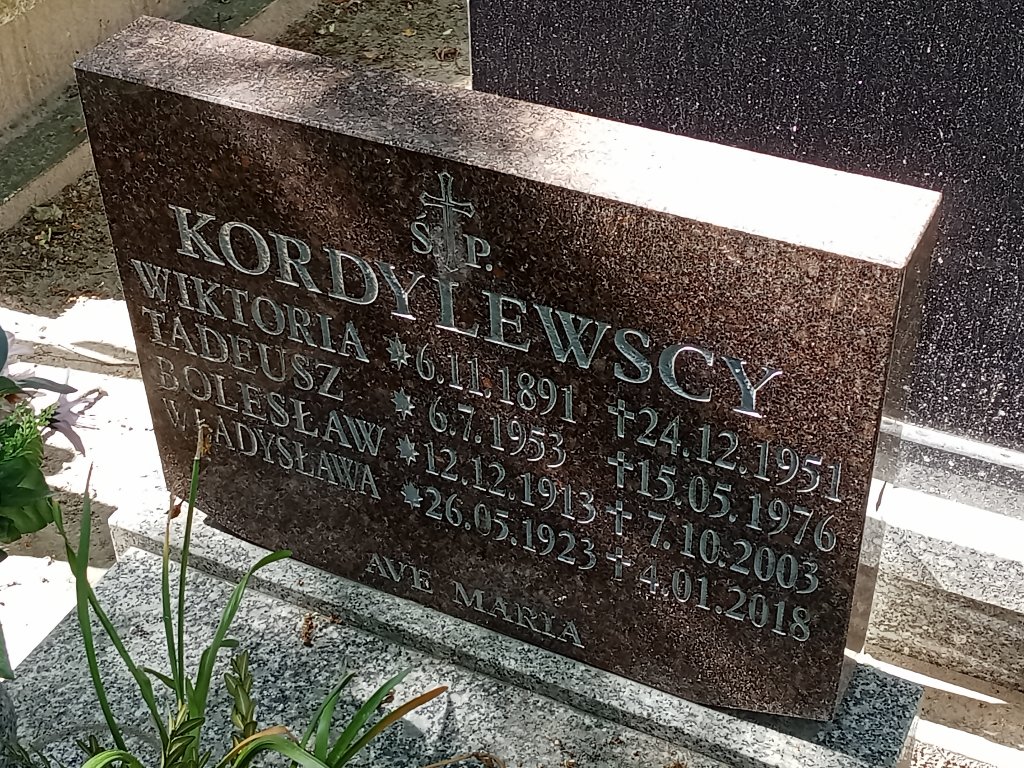 Ś. P.
KORDYLEWSCY
WIKTORIA * 6.11.1891 † 24.12.1951
TADEUSZ * 6.7.1953 † 15.05.1976
BOLESŁAW * 12.12.1913 † 7.10.2003
WŁADYSŁAWA * 26.05.1923 † 4.01.2018
AVE MARIA